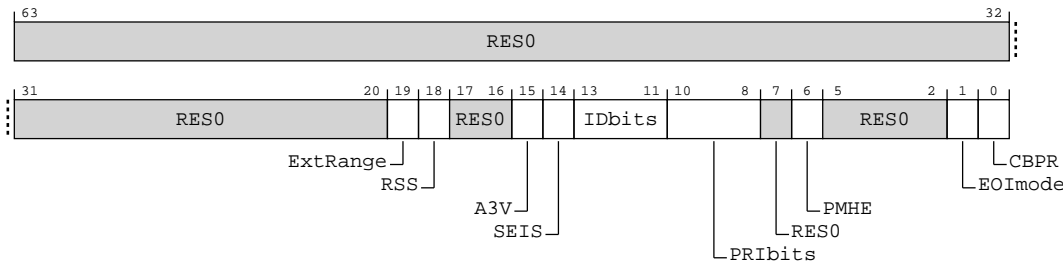 63 32
RES0
31 20 19 18 17 16 15 14 13 11 10 8 7 6 5 2 1 0
RES0 RES0 IDbits RES0
ExtRange CBPR
RSS EOImode
A3V PMHE
SEIS RES0
PRIbits